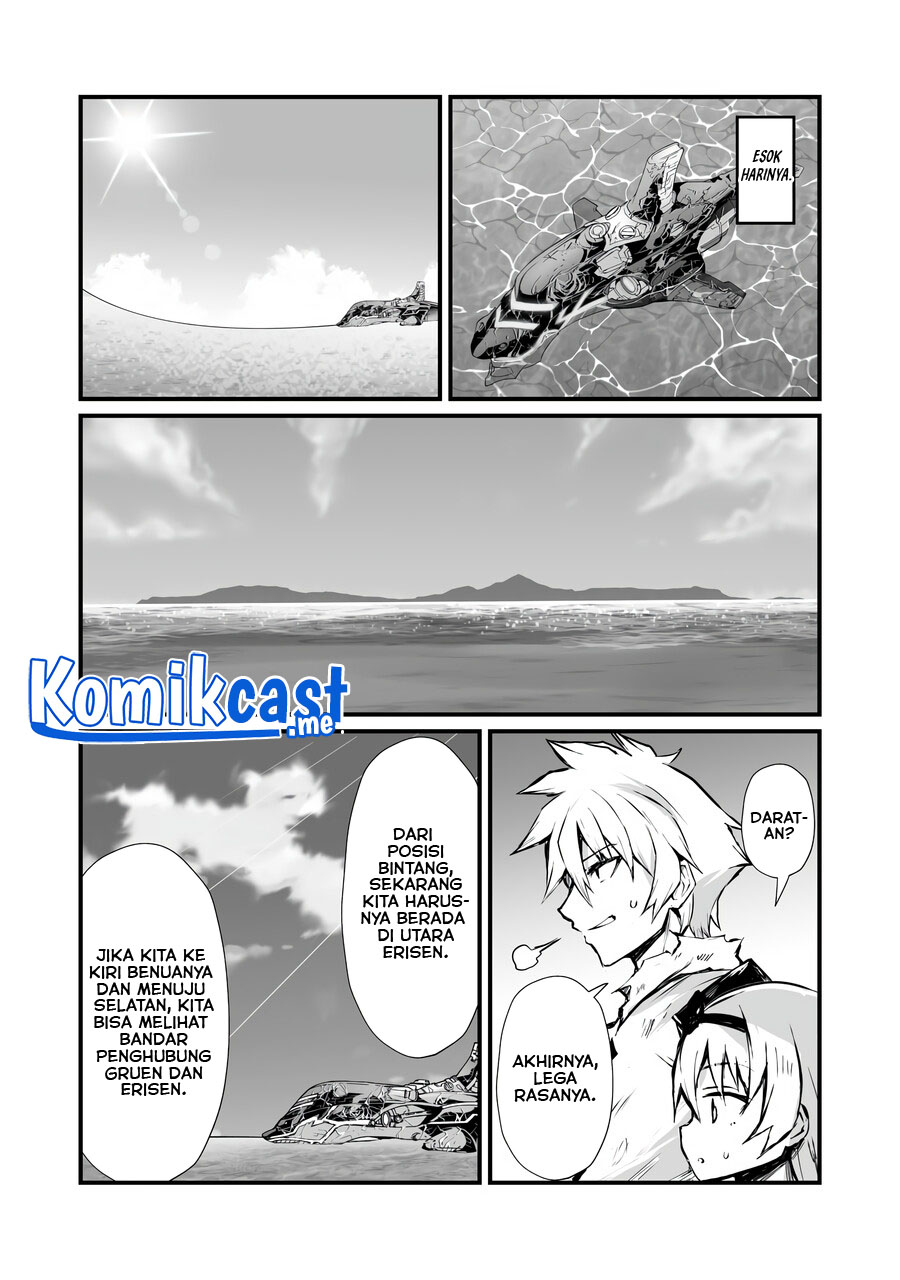 ESOK
HARINYA.
Komikcast
.me
DARAT-
AN?
AKHIRNYA,
LEGA
RASANYA.
DARI
POSISI
BINTANG,
SEKARANG
KITA HARUS-
NYA BERADA
DI UTARA
ERISEN.
JIKA KITA KE
KIRI BENUANYA
DAN MENUJU
SELATAN, KITA
BISA MELIHAT
BANDAR
PENGHUBUNG
GRUEN DAN
ERISEN.